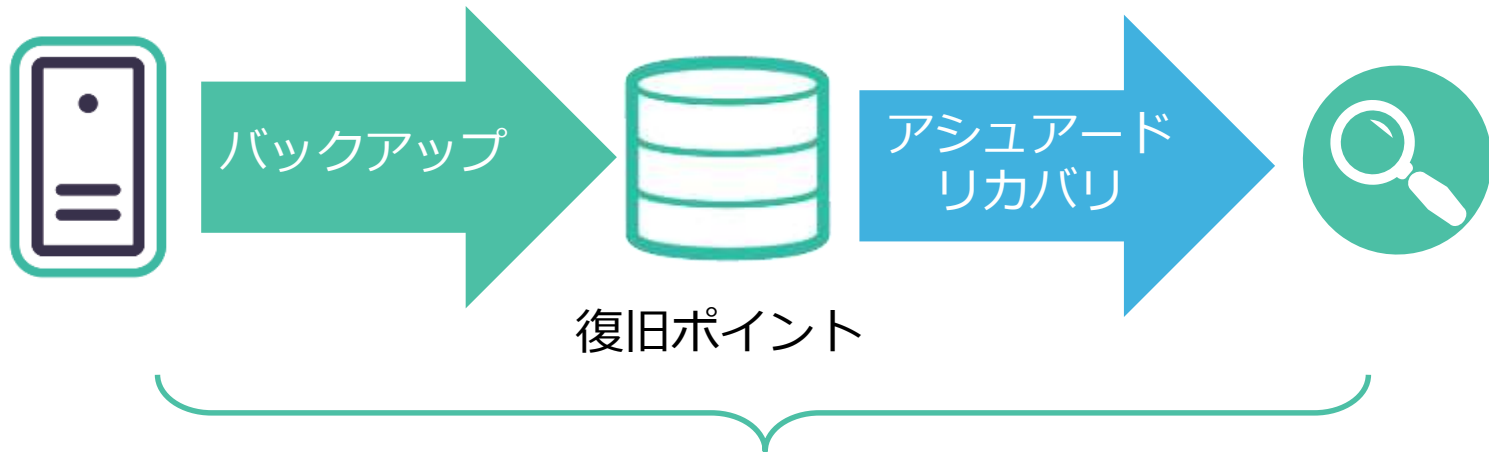 バックアップ
アシュアード
リカバリ
復旧ポイント